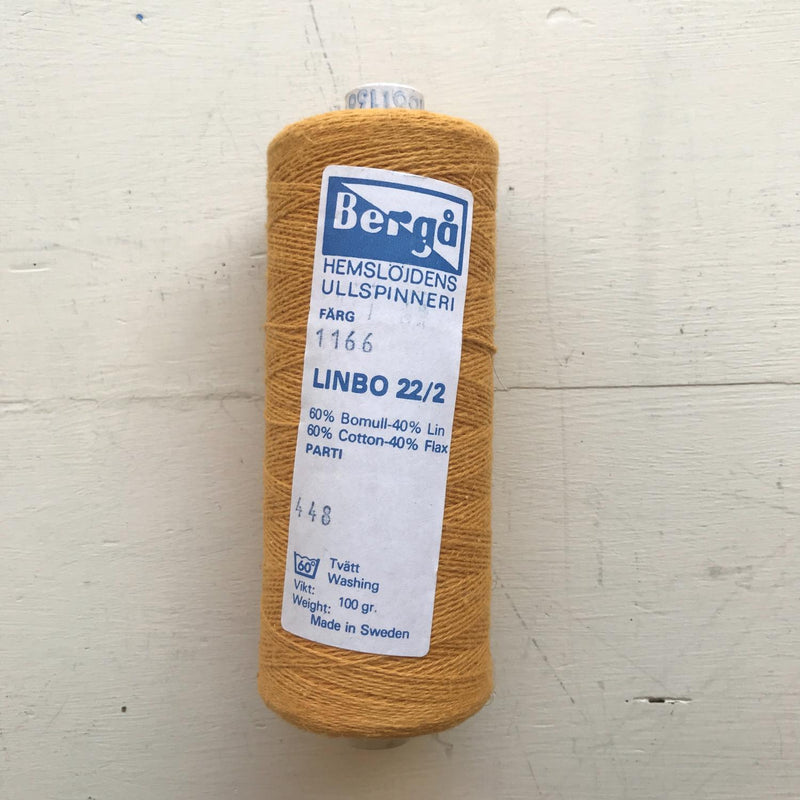 Bergå
HEMSLÖJDENS
ULLSPINNERI
FÄRG
1166
LINBO 22/2
60% Bomull-40% Lin
60% Cotton-40% Flax
PARTI
448
60°
Tvätt
Washing
Vikt:
Weight: 100 gr.
Made in Sweden